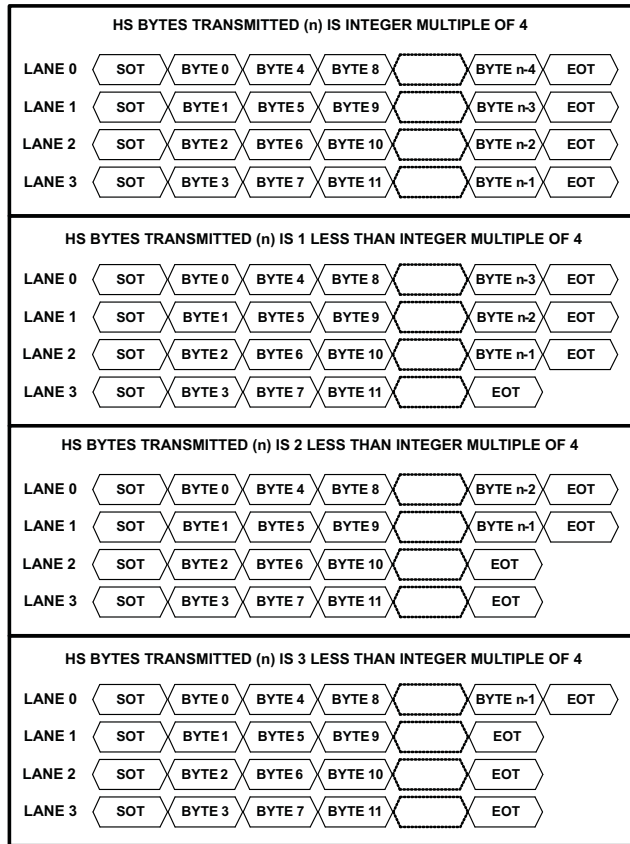 HS BYTES TRANSMITTED (n) IS INTEGER MULTIPLE OF 4
LANE 0 SOT BYTE 0 BYTE 4 BYTE 8 BYTE n-4 EOT
LANE 1 SOT BYTE 1 BYTE 5 BYTE 9 BYTE n-3 EOT
LANE 2 SOT BYTE 2 BYTE 6 BYTE 10 BYTE n-2 EOT
LANE 3 SOT BYTE 3 BYTE 7 BYTE 11 BYTE n-1 EOT
HS BYTES TRANSMITTED (n) IS 1 LESS THAN INTEGER MULTIPLE OF 4
LANE 0 SOT BYTE 0 BYTE 4 BYTE 8 BYTE n-3 EOT
LANE 1 SOT BYTE 1 BYTE 5 BYTE 9 BYTE n-2 EOT
LANE 2 SOT BYTE 2 BYTE 6 BYTE 10 BYTE n-1 EOT
LANE 3 SOT BYTE 3 BYTE 7 BYTE 11 EOT
HS BYTES TRANSMITTED (n) IS 2 LESS THAN INTEGER MULTIPLE OF 4
LANE 0 SOT BYTE 0 BYTE 4 BYTE 8 BYTE n-2 EOT
LANE 1 SOT BYTE 1 BYTE 5 BYTE 9 BYTE n-1 EOT
LANE 2 SOT BYTE 2 BYTE 6 BYTE 10 EOT
LANE 3 SOT BYTE 3 BYTE 7 BYTE 11 EOT
HS BYTES TRANSMITTED (n) IS 3 LESS THAN INTEGER MULTIPLE OF 4
LANE 0 SOT BYTE 0 BYTE 4 BYTE 8 BYTE n-1 EOT
LANE 1 SOT BYTE 1 BYTE 5 BYTE 9 EOT
LANE 2 SOT BYTE 2 BYTE 6 BYTE 10 EOT
LANE 3 SOT BYTE 3 BYTE 7 BYTE 11 EOT